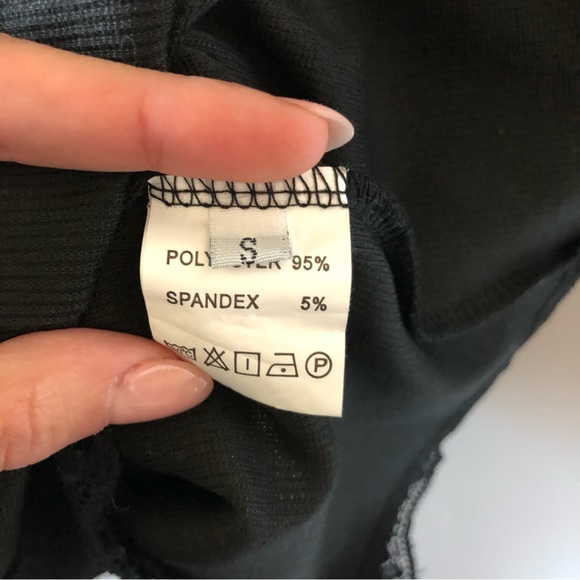 S
POLYESTER 95%
SPANDEX 5%
P